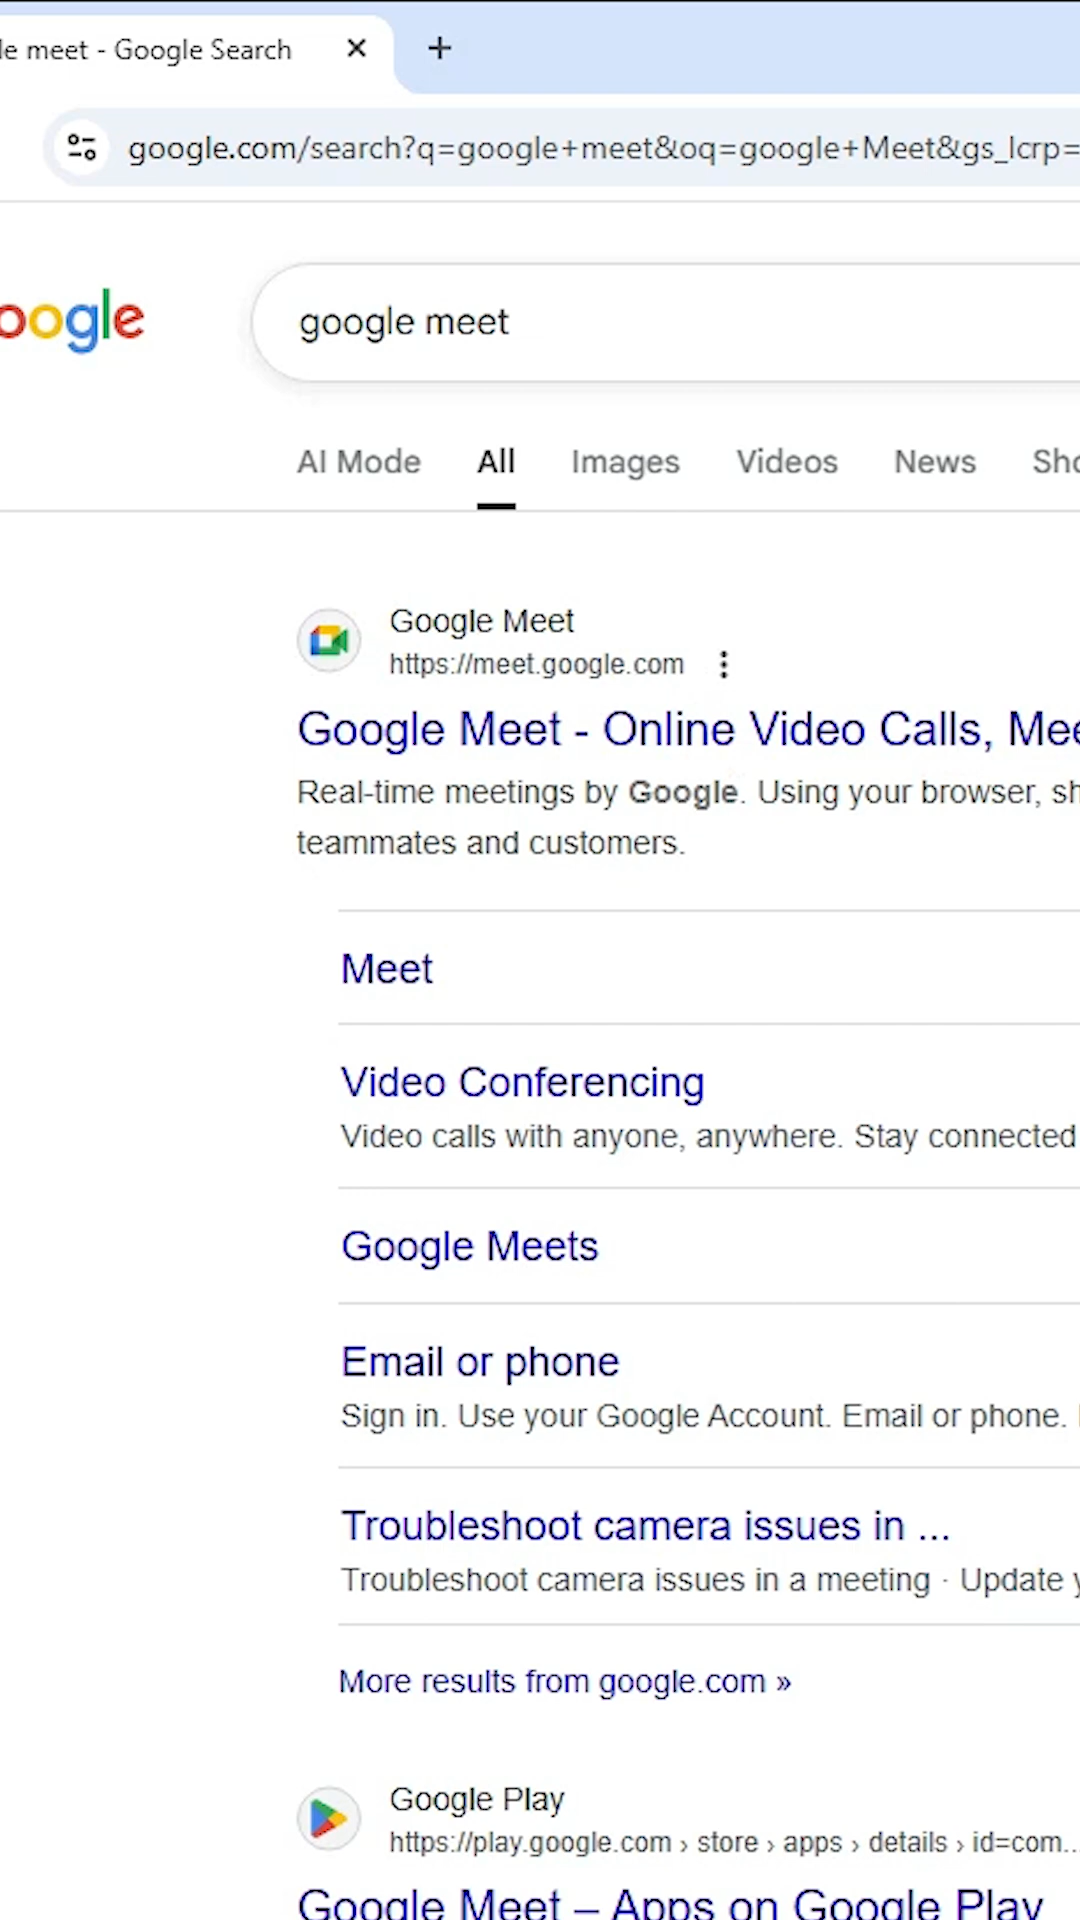 le meet - Google Search
google.com/search?q=google+meet&oq=google+Meet&gs_lcrp=
oogle
google meet
AI Mode All Images Videos News Sho
Google Meet
https://meet.google.com
Google Meet - Online Video Calls, Mee
Real-time meetings by Google. Using your browser, sh
teammates and customers.
Meet
Video Conferencing
Video calls with anyone, anywhere. Stay connected
Google Meets
Email or phone
Sign in. Use your Google Account. Email or phone.
Troubleshoot camera issues in ...
Troubleshoot camera issues in a meeting · Update y
More results from google.com »
Google Play
https://play.google.com › store › apps › details › id=com...
Google Meet – Apps on Google Play